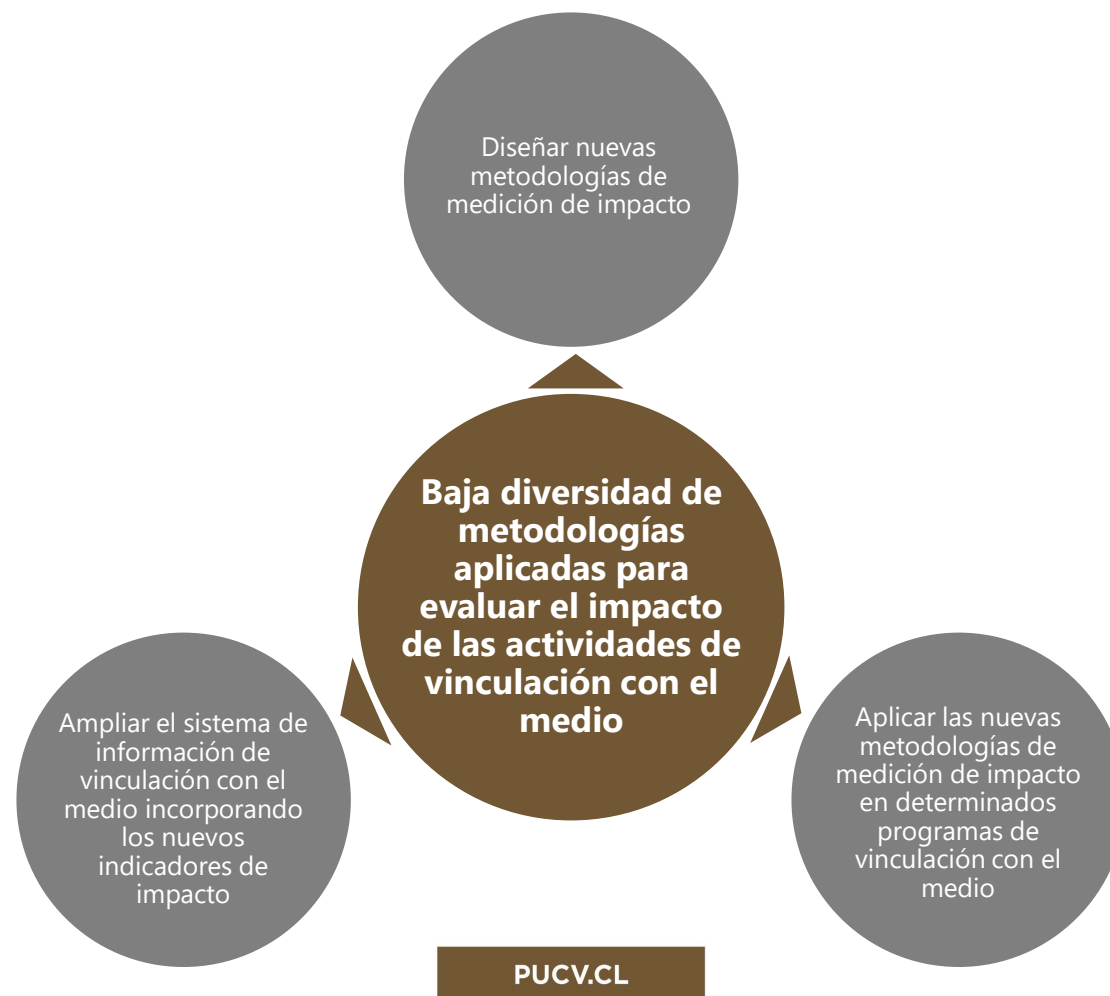 Diseñar nuevas
metodologías de
medición de impacto
Baja diversidad de
metodologías
aplicadas para
evaluar el impacto
de las actividades de
vinculación con el
medio
Ampliar el sistema de
información de
vinculación con el
medio incorporando
los nuevos
indicadores de
impacto
Aplicar las nuevas
metodologías de
medición de impacto
en determinados
programas de
vinculación con el
medio
PUCV.CL